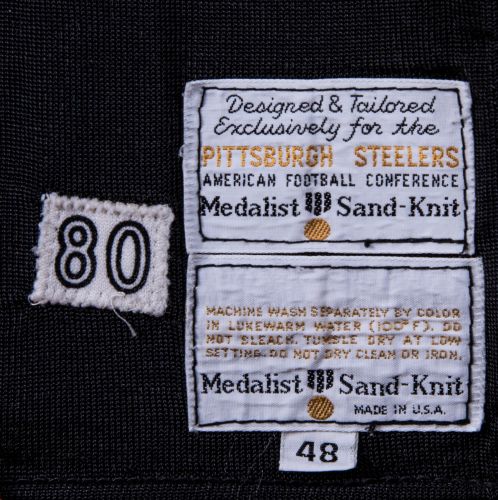 Designed & Tailored
Exclusively for the
PITTSBURGH STEELERS
AMERICAN FOOTBALL CONFERENCE
Medalist Sand-Knit
80
MACHINE WASH SEPARATELY BY COLOR
IN LUKEWARM WATER (100°F). DO
NOT BLEACH. TUMBLE DRY AT LOW
SETTING. DO NOT DRY CLEAN OR IRON.
Medalist Sand-Knit
MADE IN U.S.A.
48